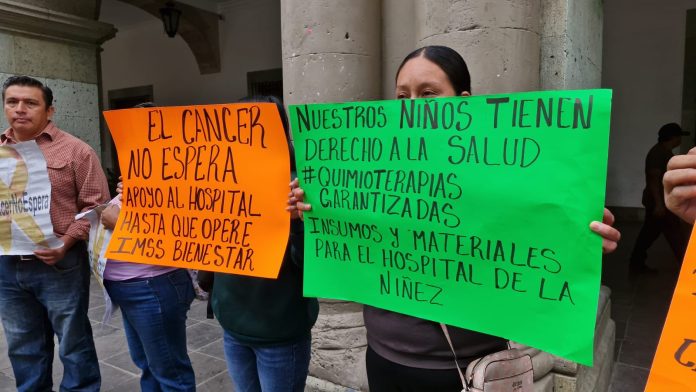 cerNoEspera
EL CANCER
NO ESPERA
APOYO AL HOSPITAL
HASTA QUE OPERE
IMSS BIENESTAR
NUESTROS NIÑOS TIENEN
DERECHO A LA SALUD
#QUIMIOTERAPIAS
GARANTIZADAS
INSUMOS Y MATERIALES
PARA EL HOSPITAL DE LA
NIÑEZ